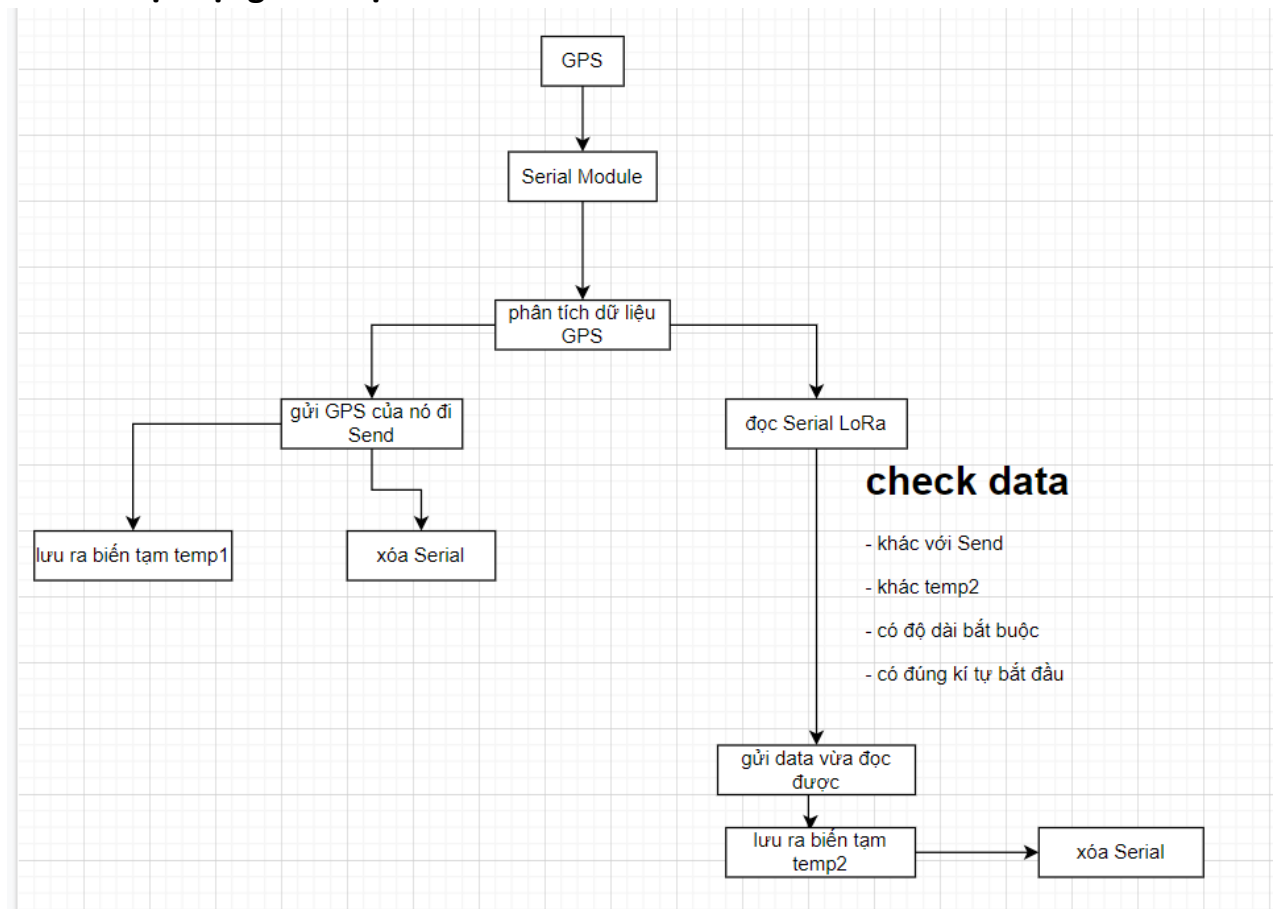 GPS
Serial Module
phân tích dữ liệu
GPS
gửi GPS của nó đi
Send
đọc Serial LoRa
check data
- khác với Send
- khác temp2
- có độ dài bắt buộc
- có đúng kí tự bắt đầu
lưu ra biến tạm temp1
xóa Serial
gửi data vừa đọc
được
lưu ra biến tạm
temp2
xóa Serial